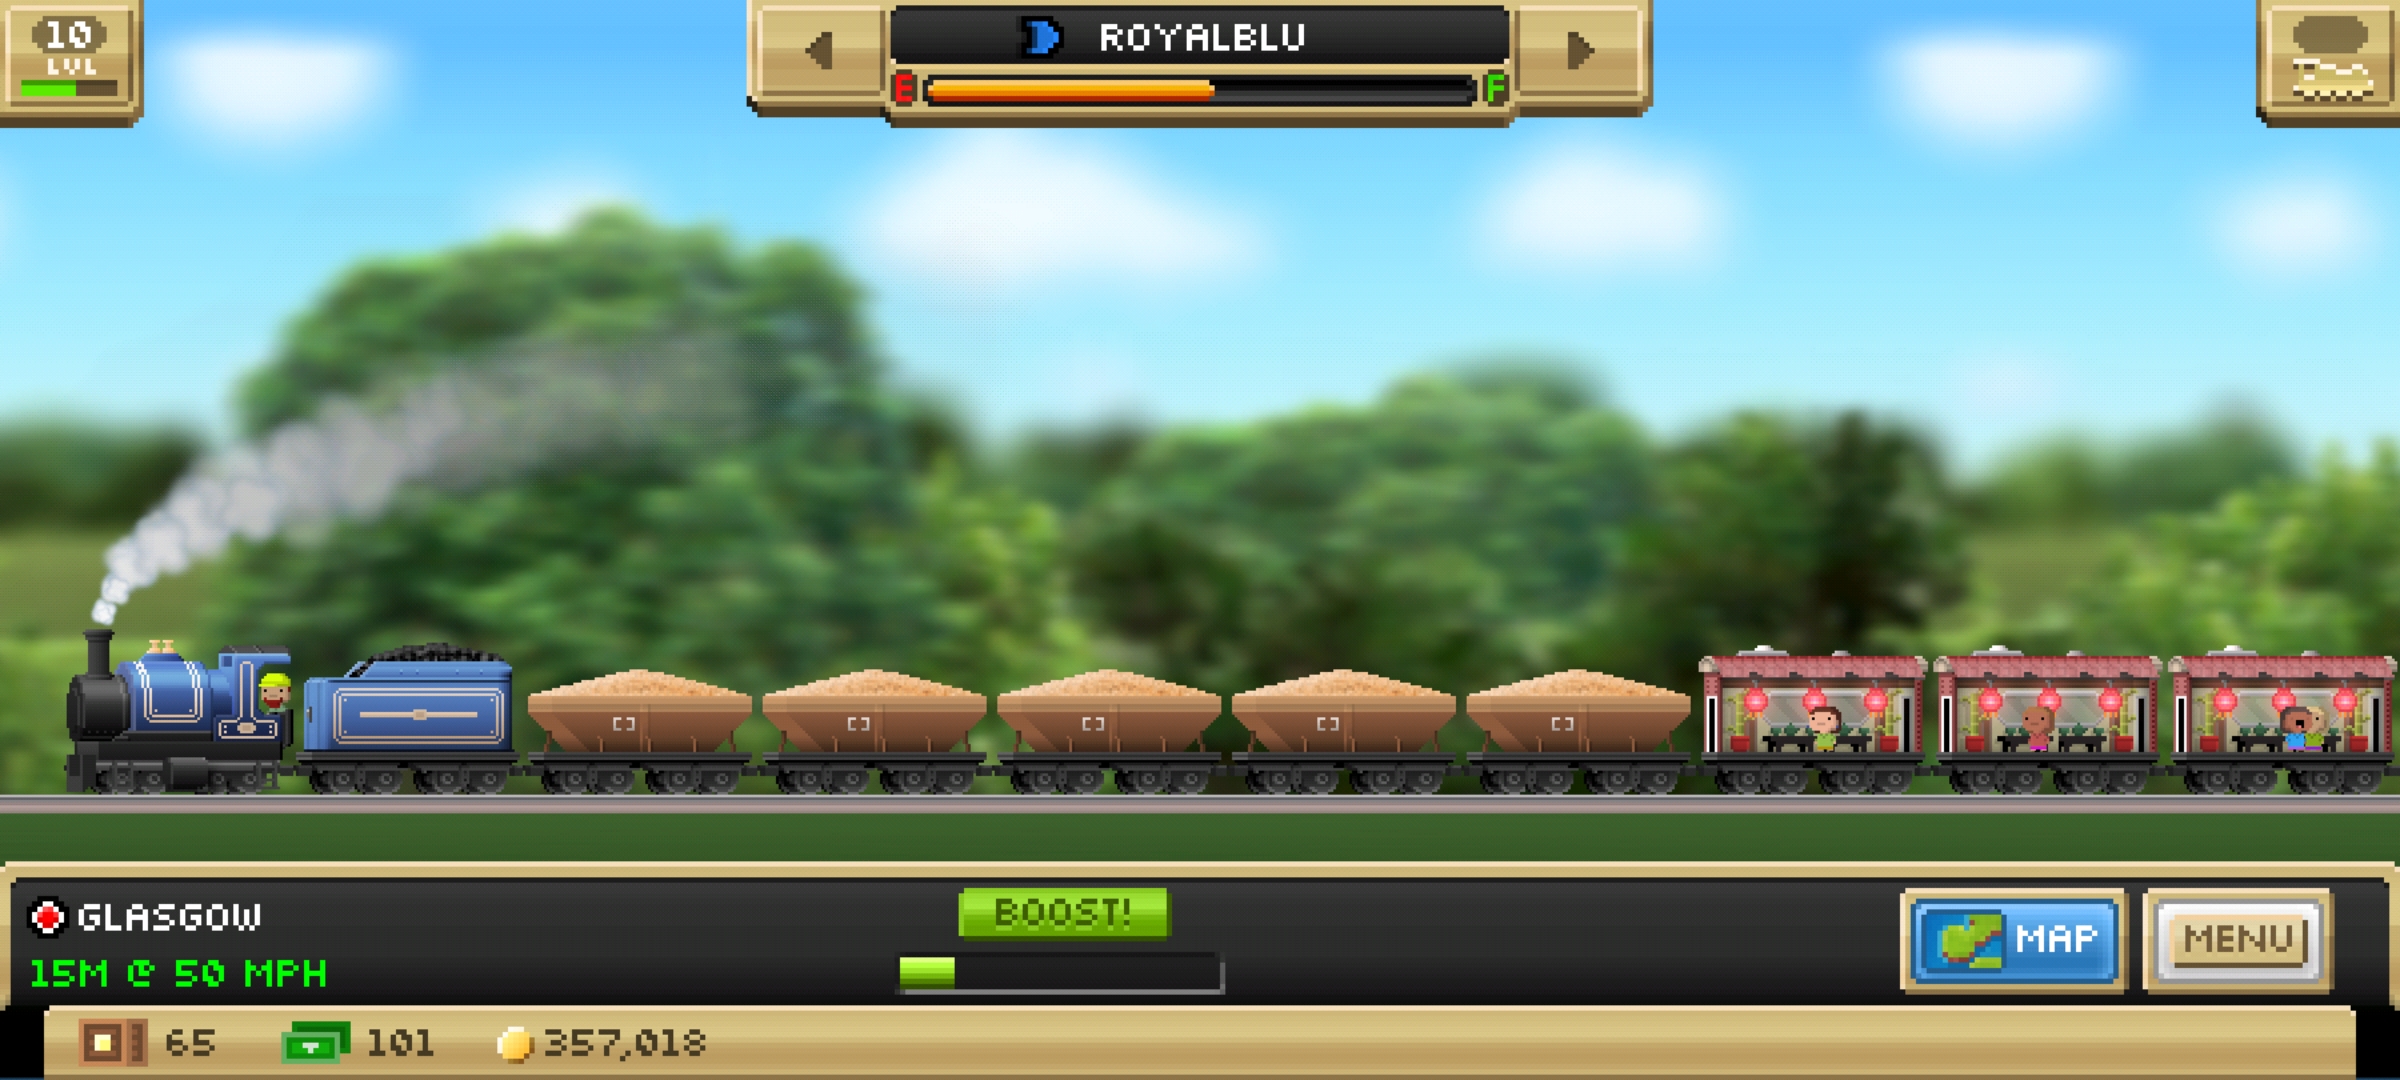 10
LVL
ROYALBLU
E F
GLASGOW
15M @ 50 MPH
BOOST!
MAP
MENU
65
101
357,018